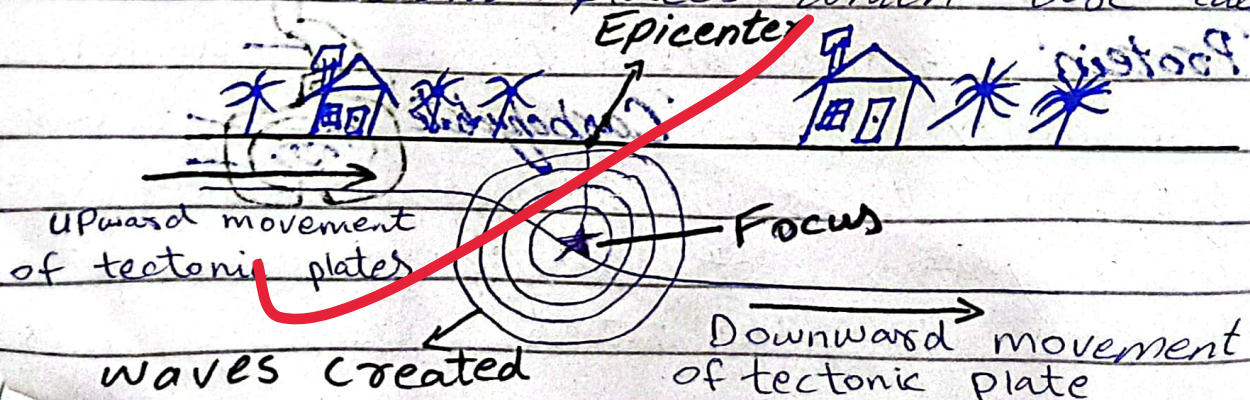 Epicenter
Focus
upward movement
of tectonic plates
waves created
Downward movement
of tectonic plate